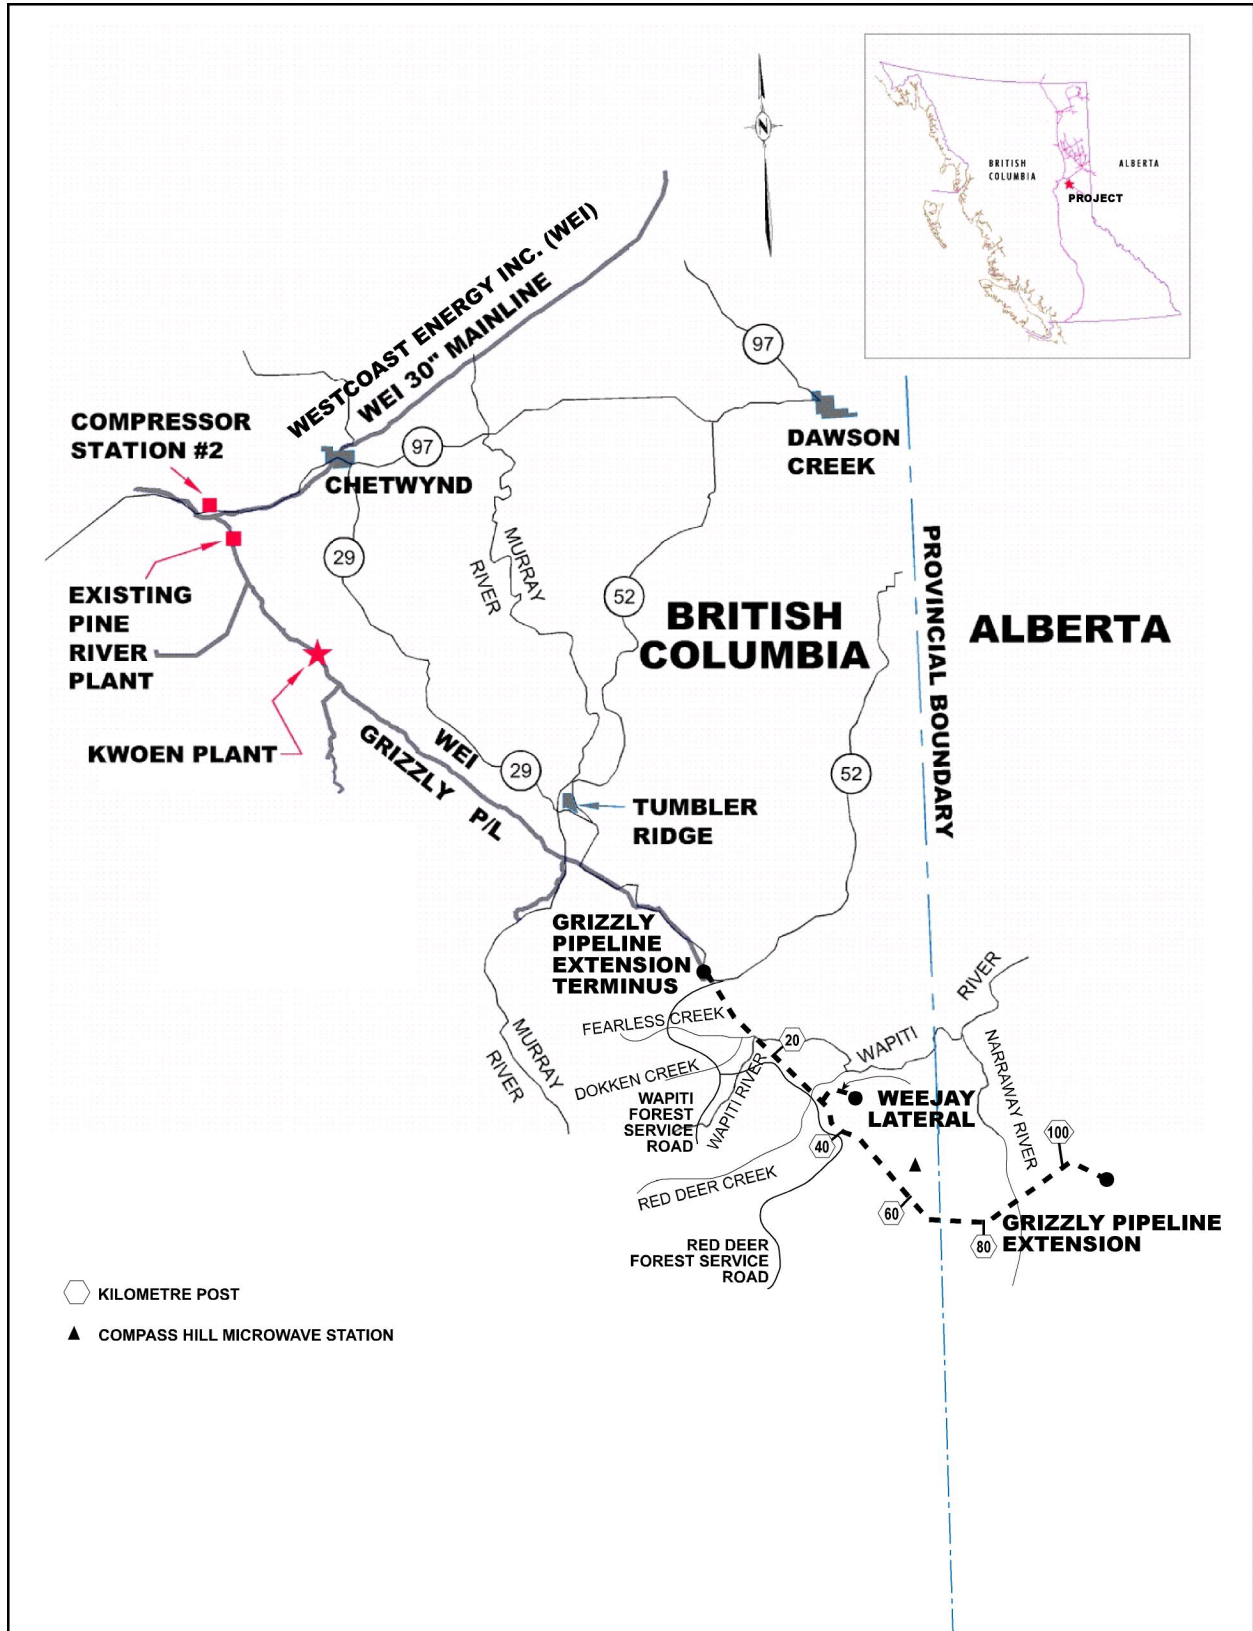 N
BRITISH
COLUMBIA
ALBERTA
PROJECT
WESTCOAST ENERGY INC. (WEI)
WEI 30" MAINLINE
97
97
COMPRESSOR
STATION #2
CHETWYND
DAWSON
CREEK
EXISTING
PINE
RIVER
PLANT
29
MURRAY
RIVER
52
BRITISH
COLUMBIA
PROVINCIAL BOUNDARY
ALBERTA
KWOEN PLANT
WEI
GRIZZLY P/L
29
52
TUMBLER
RIDGE
GRIZZLY
PIPELINE
EXTENSION
TERMINUS
MURRAY
RIVER
FEARLESS CREEK
DOKKEN CREEK
WAPITI
FOREST
SERVICE
ROAD
WAPITI RIVER
20
WAPITI
RIVER
NARRAWAY RIVER
WEEJAY
LATERAL
40
100
RED DEER CREEK
60
80
GRIZZLY PIPELINE
EXTENSION
RED DEER
FOREST SERVICE
ROAD
KILOMETRE POST
COMPASS HILL MICROWAVE STATION